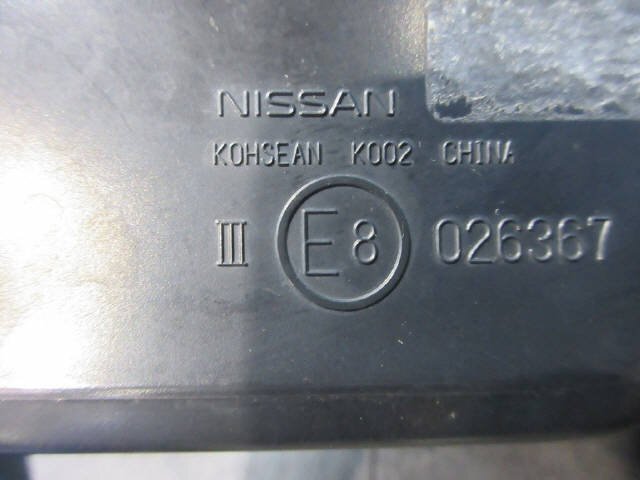 NISSAN
KOHSEAN K002 CHINA
III E8 026367